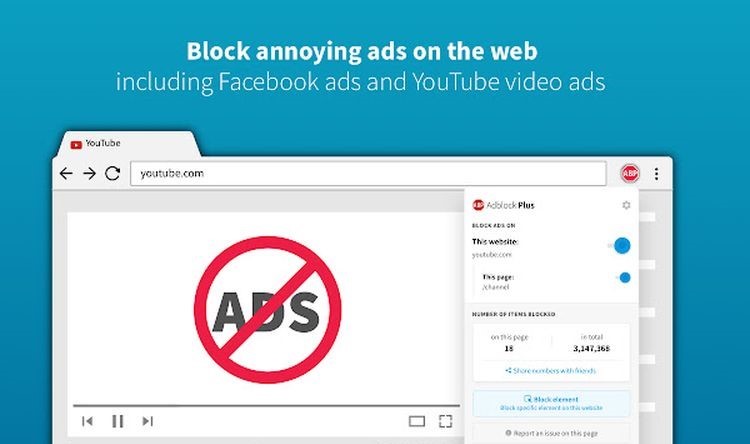 Block annoying ads on the web
including Facebook ads and YouTube video ads
YouTube
youtube.com
ABP
ADS
ABP Adblock Plus
BLOCK ADS ON
This website:
youtube.com
This page:
/channel
NUMBER OF ITEMS BLOCKED
on this page in total
18 3,147,368
Share numbers with friends
Block element
Block specific element on this website
Report an issue on this page